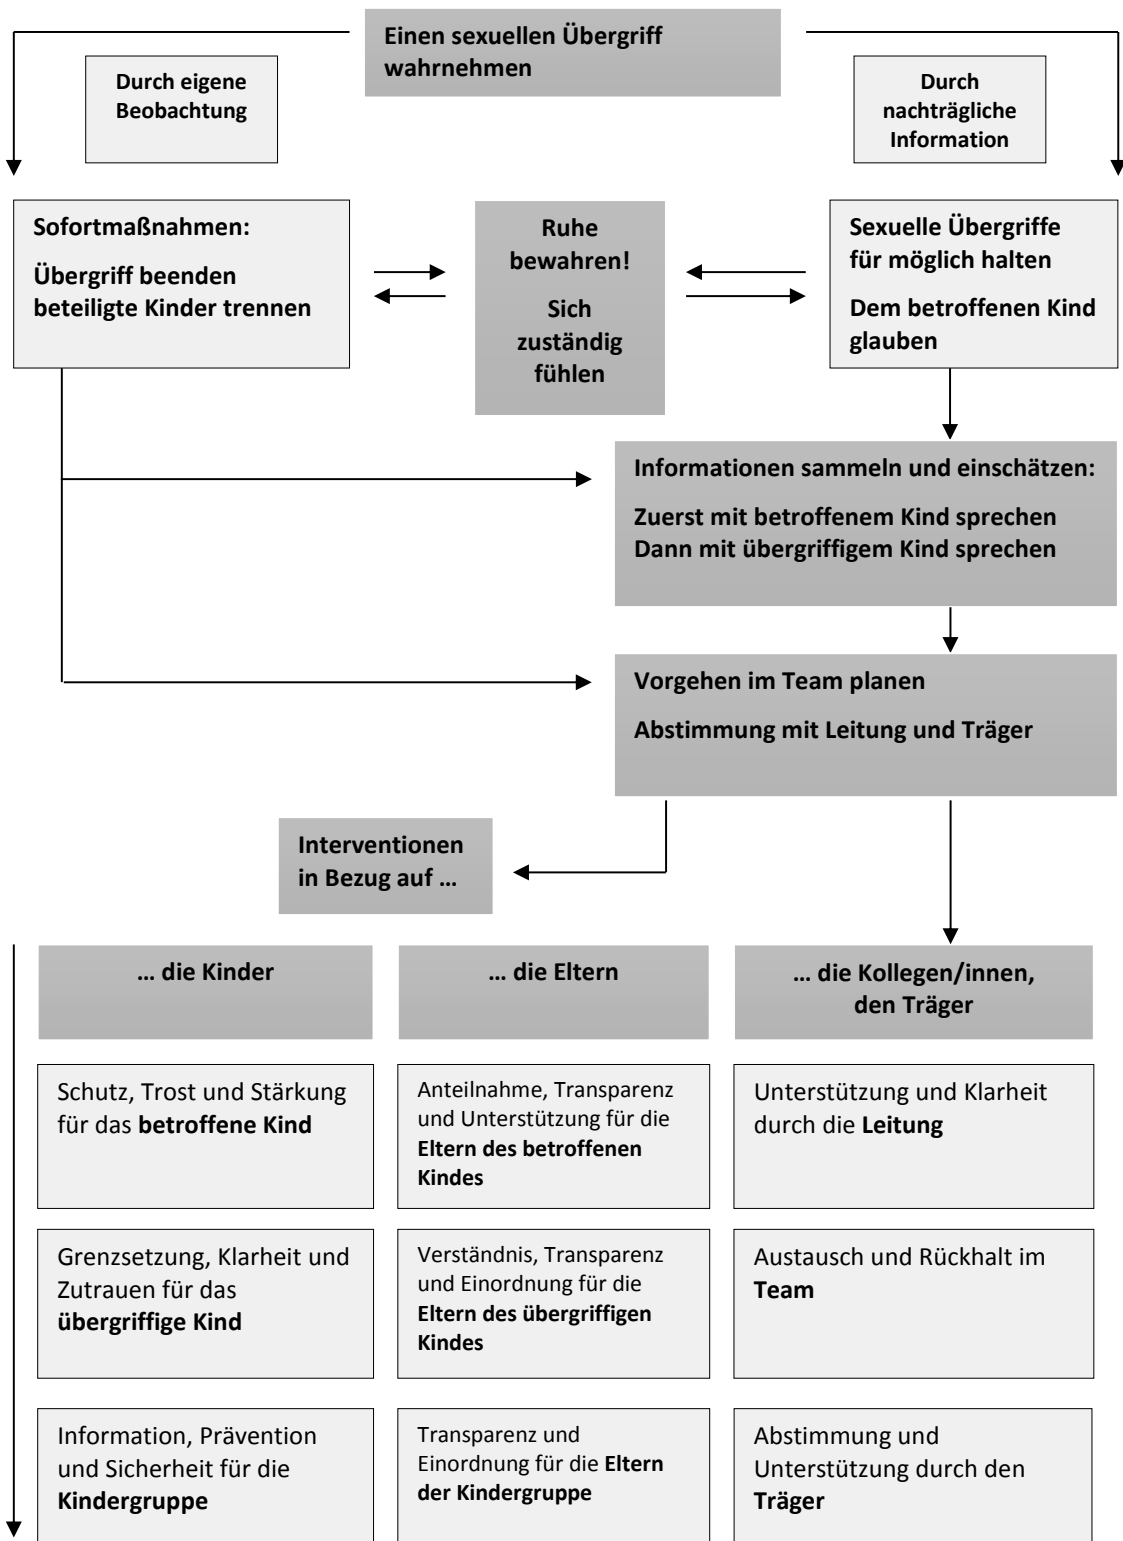 Einen sexuellen Übergriff
wahrnehmen
Durch eigene
Beobachtung
Durch
nachträgliche
Information
Sofortmaßnahmen:
Übergriff beenden
beteiligte Kinder trennen
Ruhe
bewahren!
Sich
zuständig
fühlen
Sexuelle Übergriffe
für möglich halten
Dem betroffenen Kind
glauben
Informationen sammeln und einschätzen:
Zuerst mit betroffenem Kind sprechen
Dann mit übergriffigem Kind sprechen
Vorgehen im Team planen
Abstimmung mit Leitung und Träger
Interventionen
in Bezug auf …
… die Kinder
… die Eltern
… die Kollegen/innen,
den Träger
Schutz, Trost und Stärkung
für das betroffene Kind
Anteilnahme, Transparenz
und Unterstützung für die
Eltern des betroffenen
Kindes
Unterstützung und Klarheit
durch die Leitung
Grenzsetzung, Klarheit und
Zutrauen für das
übergriffige Kind
Verständnis, Transparenz
und Einordnung für die
Eltern des übergriffigen
Kindes
Austausch und Rückhalt im
Team
Information, Prävention
und Sicherheit für die
Kindergruppe
Transparenz und
Einordnung für die Eltern
der Kindergruppe
Abstimmung und
Unterstützung durch den
Träger